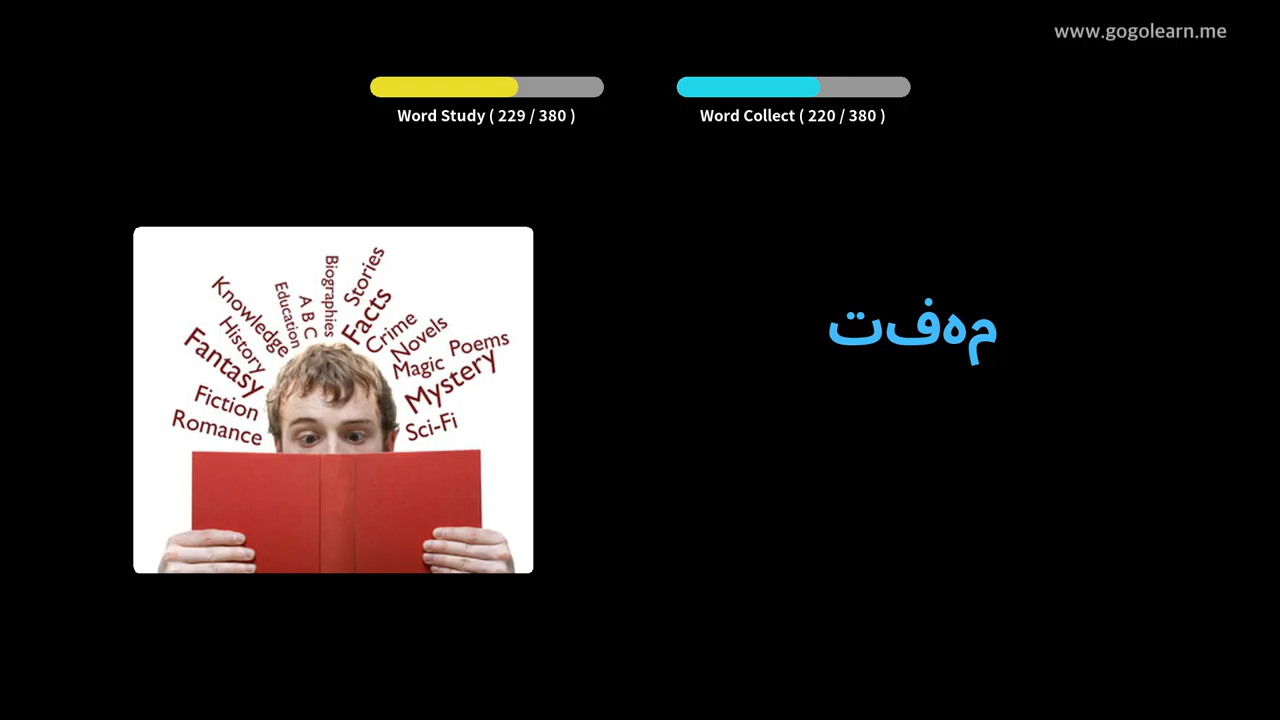 www.gogolearn.me
Word Study ( 229 / 380 )
Word Collect ( 220 / 380 )
Stories
Biographies
Facts
A B C
Education
Knowledge
History
Crime
Novels
Poems
Magic
Mystery
Fantasy
Fiction
Romance
Sci-Fi
مهفت